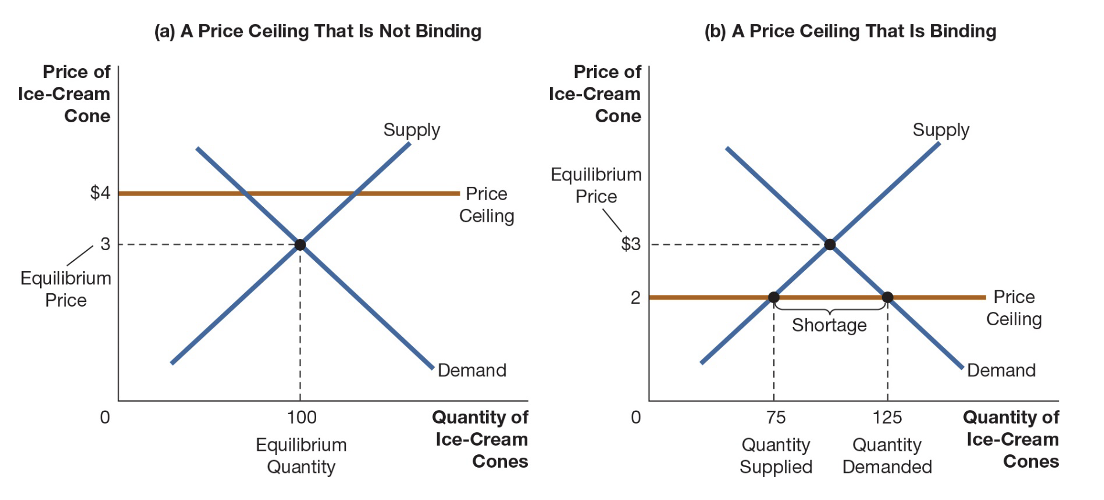 (a) A Price Ceiling That Is Not Binding
Price of
Ice-Cream
Cone
Supply
$4
Price
Ceiling
3
Equilibrium
Price
Demand
0
100
Quantity of
Ice-Cream
Cones
Equilibrium
Quantity
(b) A Price Ceiling That Is Binding
Price of
Ice-Cream
Cone
Supply
Equilibrium
Price
$3
2
Price
Ceiling
Shortage
Demand
0
75
125
Quantity of
Ice-Cream
Cones
Quantity
Supplied
Quantity
Demanded